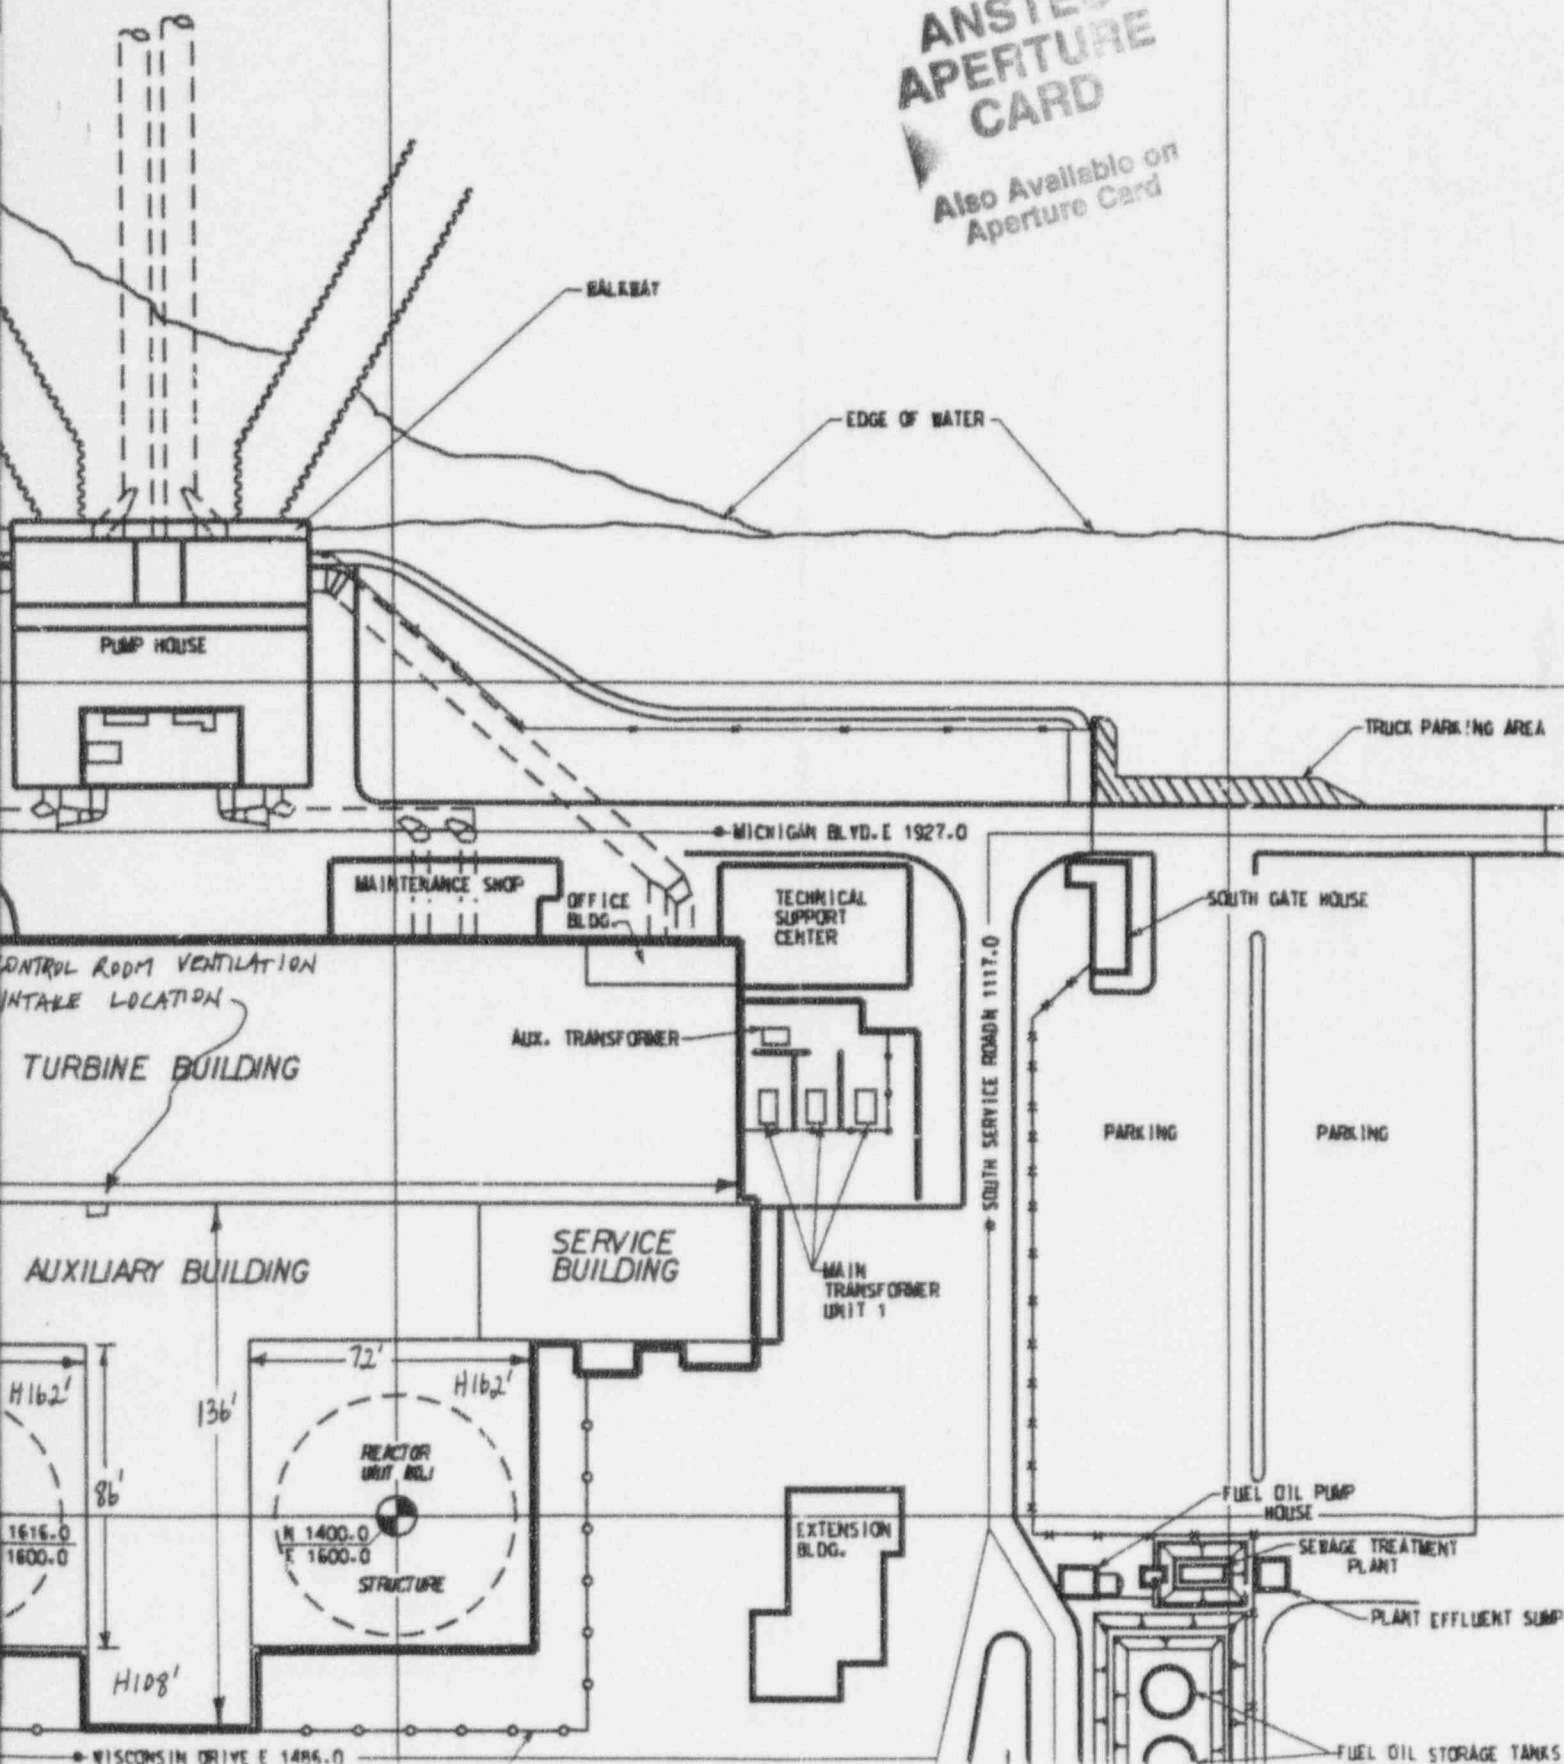 APERTURE
CARD
Also Available on
Aperture Card
WALKWAY
EDGE OF WATER
PUMP HOUSE
TRUCK PARKING AREA
MICHIGAN BLVD.E 1927.0
MAINTENANCE SHOP
OFFICE
BLDG.
TECHNICAL
SUPPORT
CENTER
SOUTH GATE HOUSE
ONTROL ROOM VENTILATION
INTAKE LOCATION
SOUTH SERVICE ROADN 1117.0
AUX. TRANSFORMER
TURBINE BUILDING
PARKING
PARKING
SERVICE
BUILDING
AUXILIARY BUILDING
MAIN
TRANSFORMER
UNIT 1
72'
H162'
H162'
136'
REACTOR
UNIT NO.1
86'
N 1400.0
E 1600.0
1616.0
1600.0
STRUCTURE
EXTENSION
BLDG.
FUEL OIL PUMP
HOUSE
SEWAGE TREATMENT
PLANT
PLANT EFFLUENT SUMP
H108'
WISCONSIN DRIVE E 1486.0
FUEL OIL STORAGE TANKS